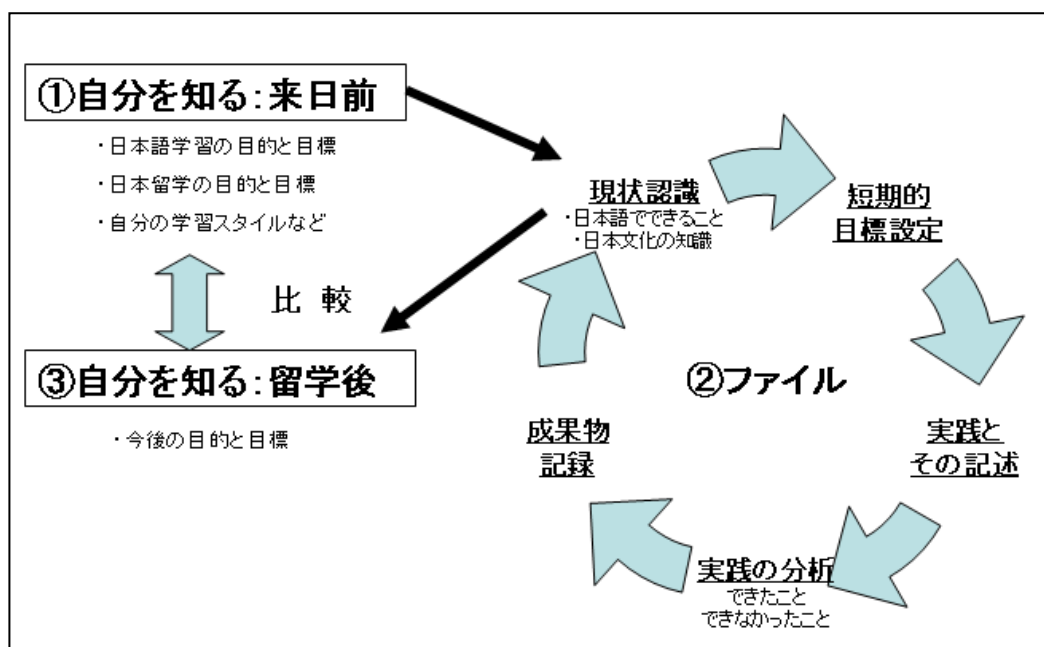 ①自分を知る：来日前
・日本語学習の目的と目標
・日本留学の目的と目標
・自分の学習スタイルなど
比較
③自分を知る：留学後
・今後の目的と目標
現状認識
・日本語でできること
・日本文化の知識
短期的
目標設定
②ファイル
実践と
その記述
実践の分析
できたこと
できなかったこと
成果物
記録